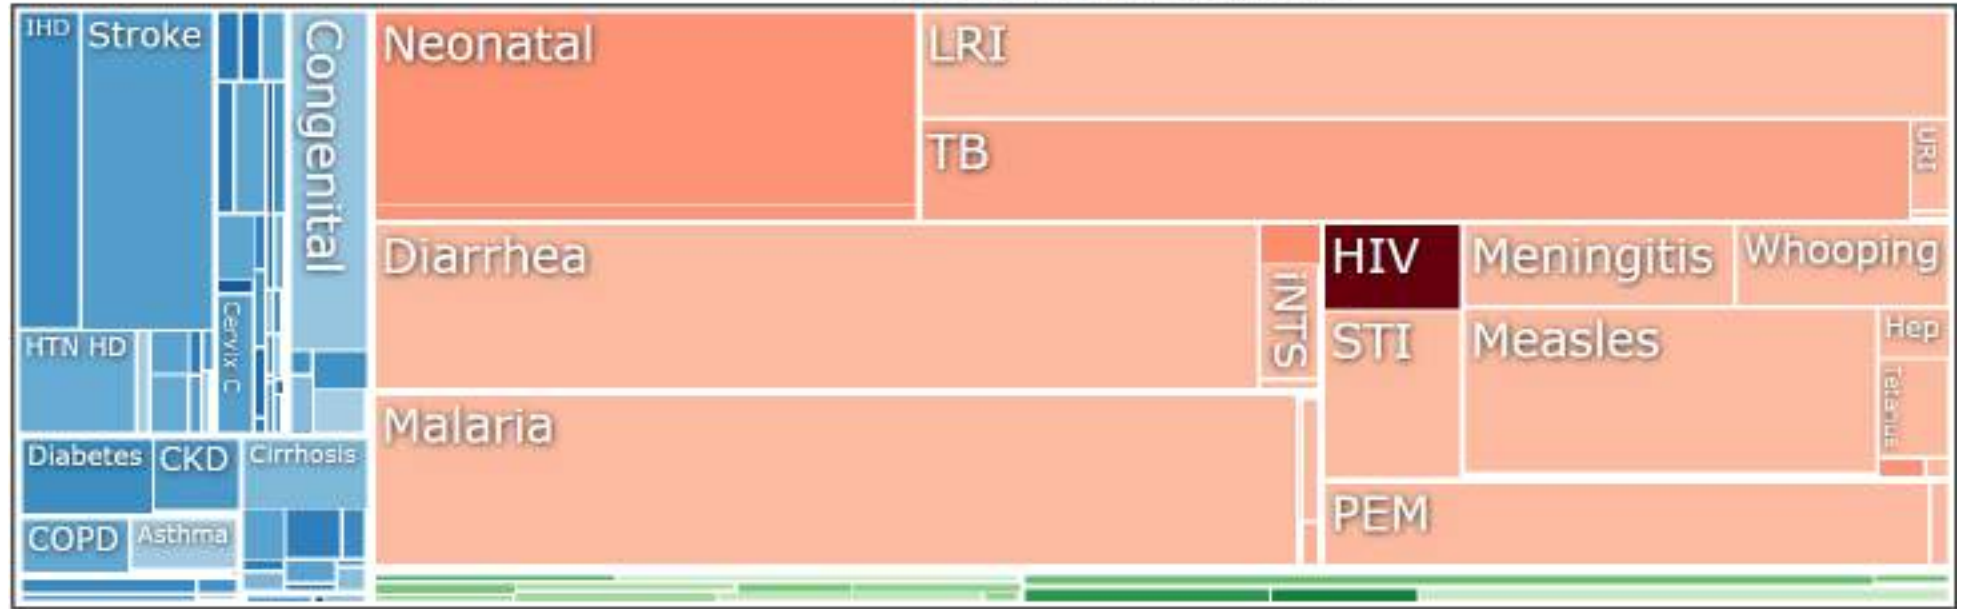 IHD
Stroke
Congenital
HTN HD
Cervix C
Diabetes
CKD
Cirrhosis
COPD
Asthma
Neonatal
LRI
TB
URI
Diarrhea
iNTS
HIV
Meningitis
Whooping
STI
Measles
Hep
Tetanus
Malaria
PEM